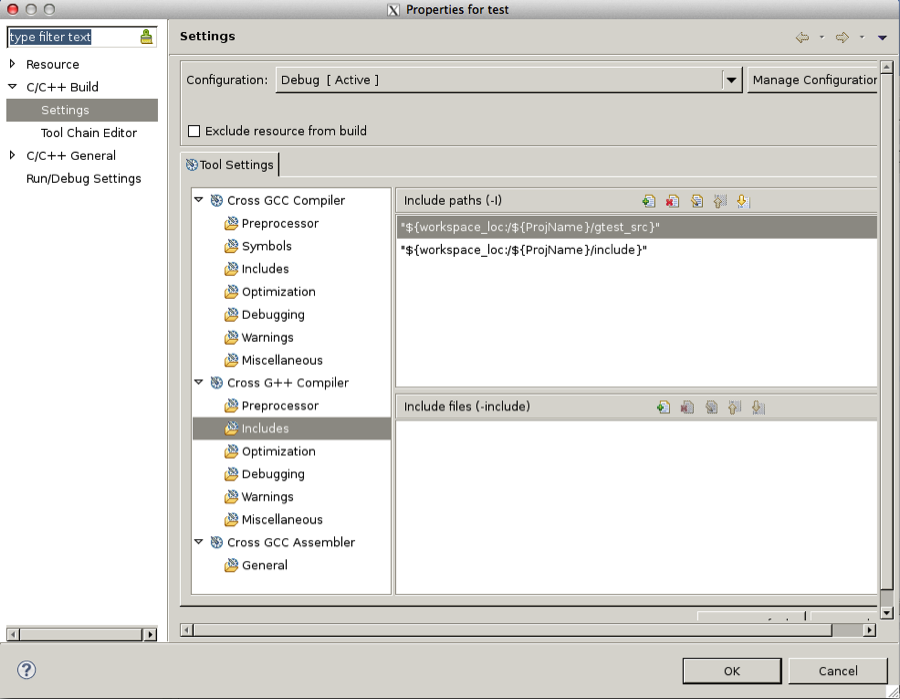 Properties for test
type filter text
Resource
C/C++ Build
Settings
Tool Chain Editor
C/C++ General
Run/Debug Settings
Settings
Configuration:
Debug [ Active ]
Manage Configuration
Exclude resource from build
Tool Settings
Cross GCC Compiler
Preprocessor
Symbols
Includes
Optimization
Debugging
Warnings
Miscellaneous
Cross G++ Compiler
Preprocessor
Includes
Optimization
Debugging
Warnings
Miscellaneous
Cross GCC Assembler
General
Include paths (-I)
"${workspace_loc:/${ProjName}/gtest_src}"
"${workspace_loc:/${ProjName}/include}"
Include files (-include)
OK
Cancel